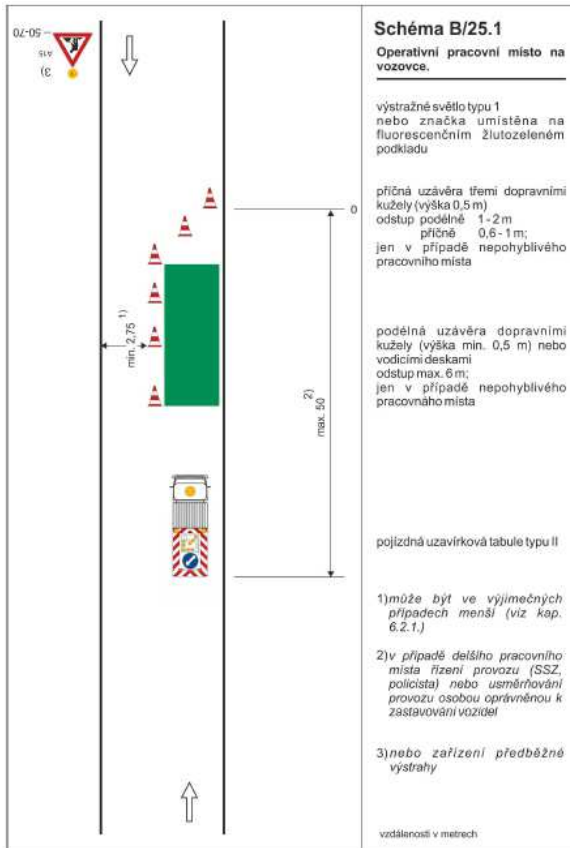 – 50-70
A15
3)
Schéma B/25.1
Operativní pracovní místo na
vozovce.
výstražné světlo typu 1
nebo značka umístěna na
fluorescenčním žlutozeleném
podkladu
0
příčná uzávěra třemi dopravními
kužely (výška 0,5 m)
odstup podélně 1 - 2 m
příčně 0,6 - 1 m;
jen v případě nepohyblivého
pracovního místa
min. 2,75 1)
max. 50 2)
podélná uzávěra dopravními
kužely (výška min. 0,5 m) nebo
vodicími deskami
odstup max. 6 m;
jen v případě nepohyblivého
pracovnáho místa
pojízdná uzavírková tabule typu II
1) může být ve výjimečných
případech menší (viz kap.
6.2.1.)
2) v případě delšího pracovního
místa řízení provozu (SSZ,
policista) nebo usměrňování
provozu osobou oprávněnou k
zastavování vozidel
3) nebo zařízení předběžné
výstrahy
vzdálenosti v metrech